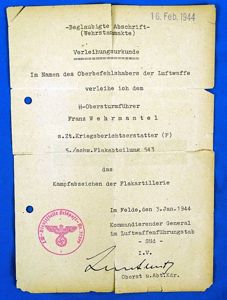 16. Feb. 1944
-Beglaubigte Abschrift-
(Wehrstammakte)
Verleihungsurkunde
Im Namen des Oberbefehlshabers der Luftwaffe
verleihe ich dem
Obersturmführer
Franz Wehrmantel
z.Zt.Kriegsberichterstatter (F)
5./schw.Flakabteilung 543
das
Kampfabzeichen der Flakartillerie
Im Felde, den 3.Jan.1944
Kommandierender General
im Luftwaffenführungsstab
- Süd -
I.V.
Oberst u.Abt.Kdr.